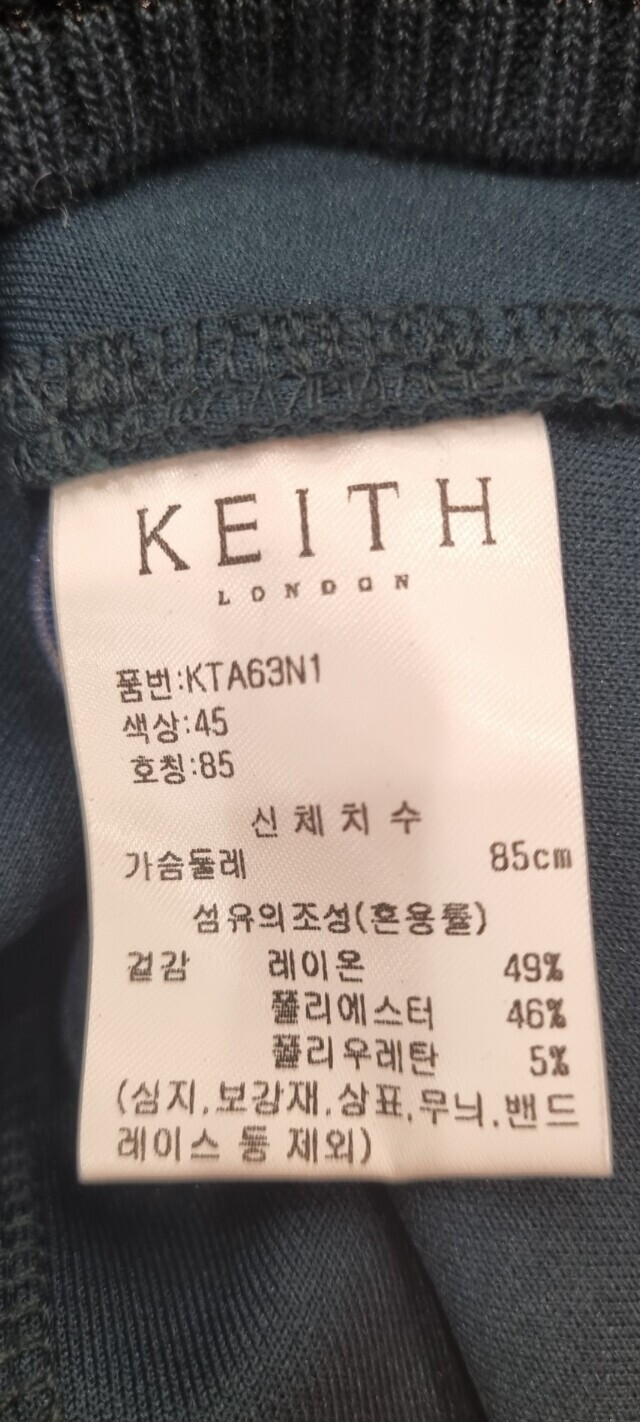 KEITH
LONDON
품번:KTA63N1
색상:45
호칭:85
신체치수
가슴둘레 85cm
섬유의조성(혼용률)
겉감 레이온 49%
폴리에스터 46%
폴리우레탄 5%
(심지,보강재,상표,무늬,밴드
레이스 등 제외)